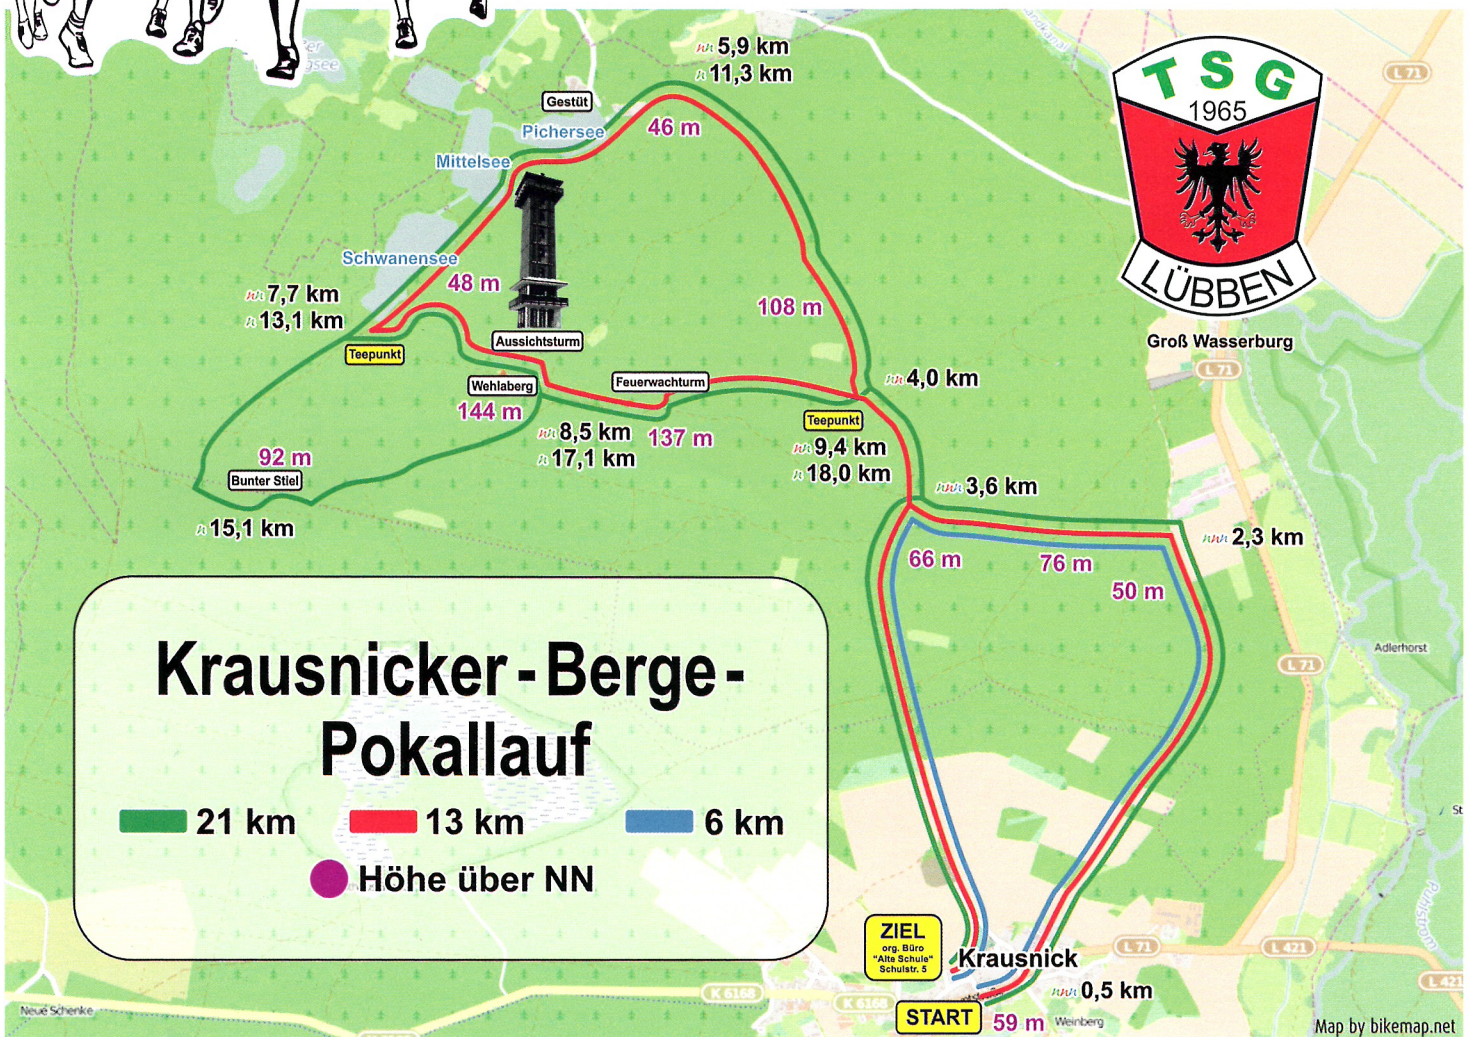 5,9 km
11,3 km
L 71
TSG
1965
LÜBBEN
Gestüt
Pichersee
46 m
Mittelsee
Schwanensee
48 m
7,7 km
13,1 km
108 m
Teepunkt
Aussichtsturm
Groß Wasserburg
L 71
Wehlaberg
144 m
Feuerwachturm
4,0 km
Teepunkt
8,5 km
17,1 km
137 m
9,4 km
18,0 km
92 m
Bunter Stiel
15,1 km
3,6 km
2,3 km
66 m
76 m
50 m
Adlerhorst
L 71
Krausnicker-Berge-
Pokallauf
21 km
13 km
6 km
Höhe über NN
St
ZIEL
org. Büro
"Alte Schule"
Schulstr. 5
Krausnick
L 71
L 421
L 421
0,5 km
K 6168
K 6168
START
59 m
Weinberg
Neue Schenke
Map by bikemap.net